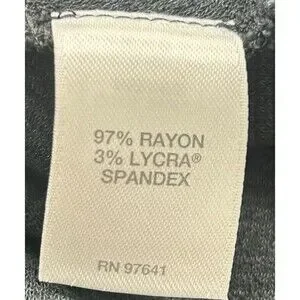 97% RAYON
3% LYCRA®
SPANDEX
RN 97641